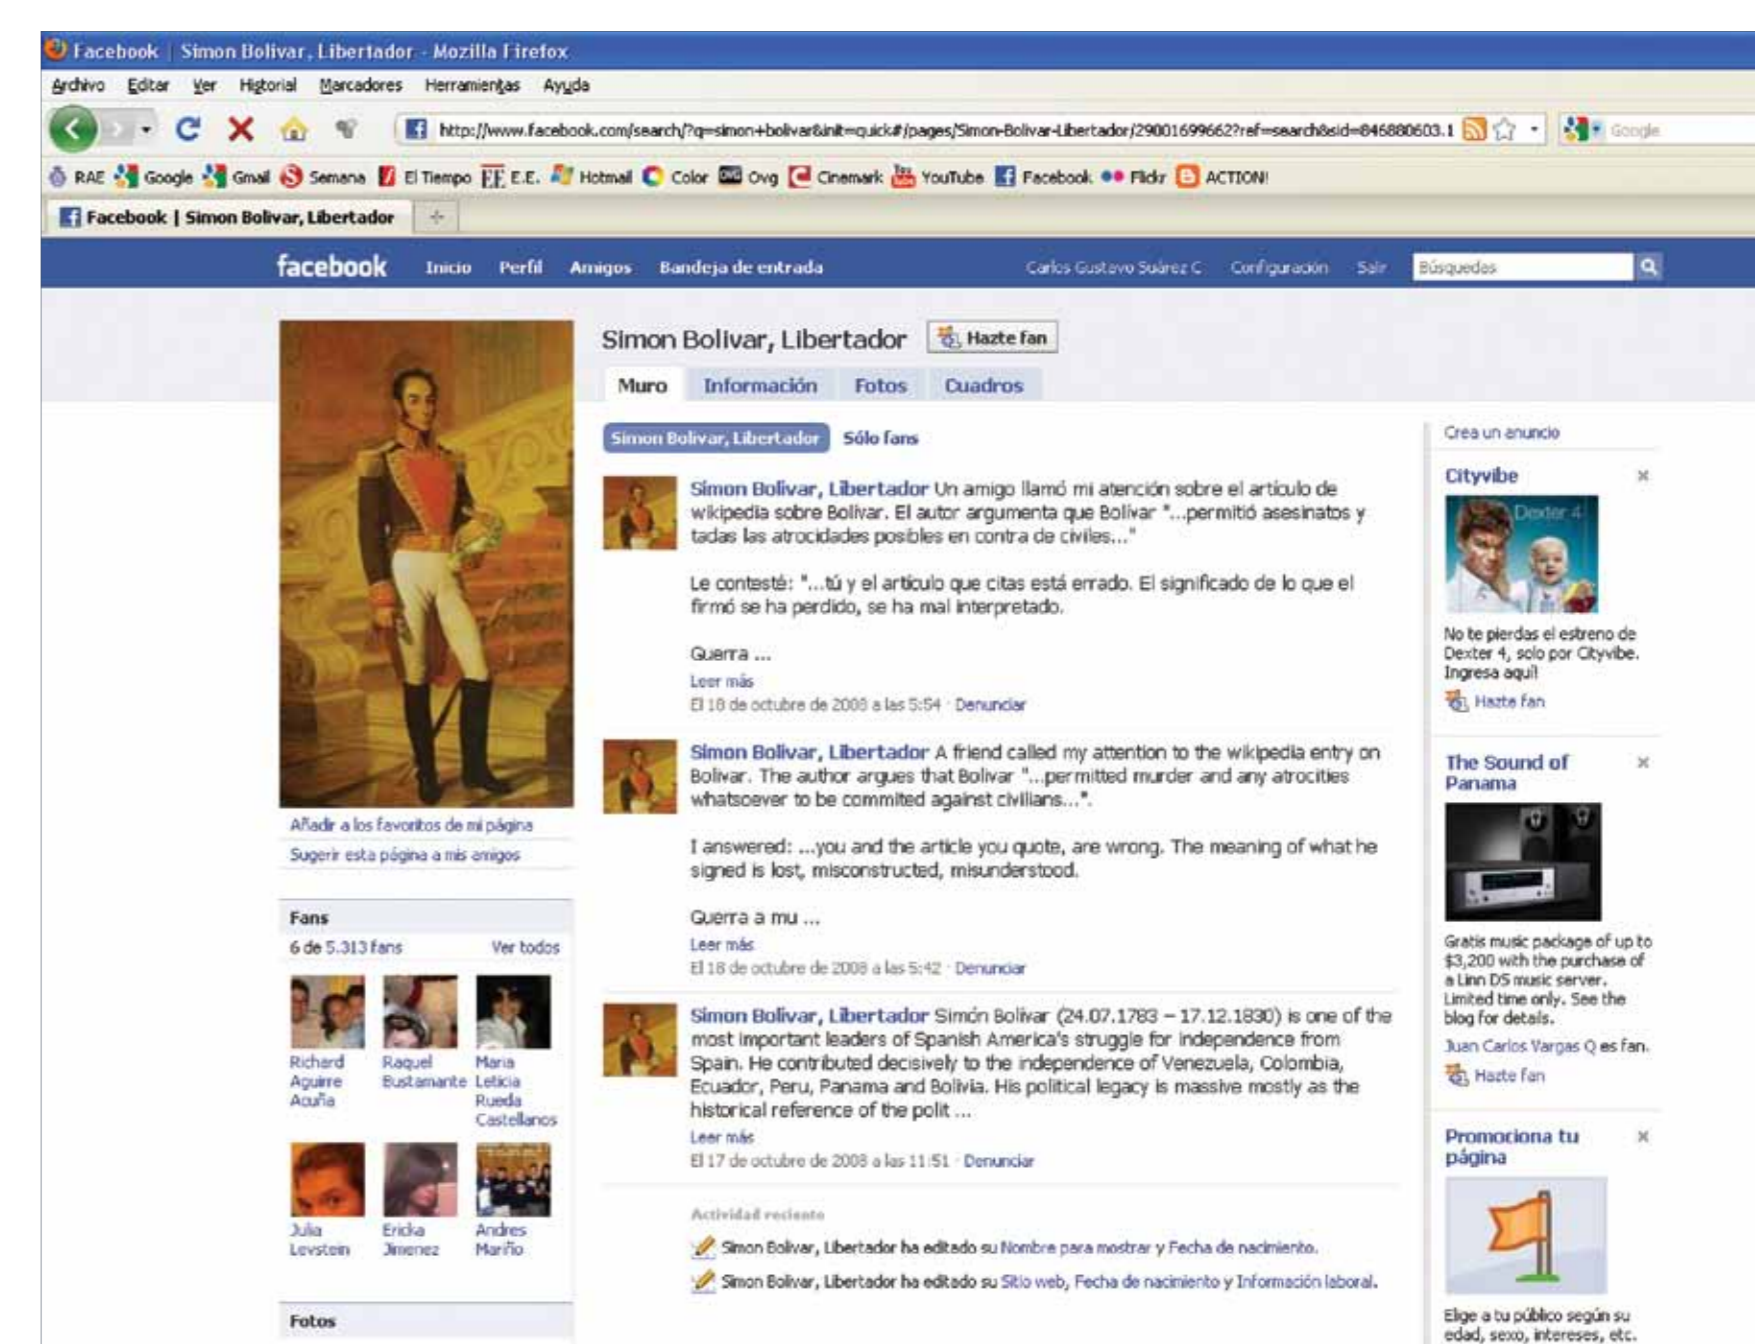 Facebook | Simon Bolivar, Libertador - Mozilla Firefox
Archivo Editar Ver Historial Marcadores Herramientas Ayuda
http://www.facebook.com/search/?q=simon+bolivar&init=quick#/pages/Simon-Bolivar-Libertador/29001699662?ref=search&sid=846880603.1 Google
RAE Google Gmail Semana El Tiempo E.E. Hotmail Color Ovg Cinemark YouTube Facebook Flickr ACTION!
Facebook | Simon Bolivar, Libertador
facebook Inicio Perfil Amigos Bandeja de entrada Carlos Gustavo Suárez C Configuración Salir Búsquedas
Simon Bolivar, Libertador Hazte fan
Muro Información Fotos Cuadros
Simon Bolivar, Libertador Sólo fans
Simon Bolivar, Libertador Un amigo llamó mi atención sobre el artículo de
wikipedia sobre Bolívar. El autor argumenta que Bolívar "...permitió asesinatos y
tadas las atrocidades posibles en contra de civiles..."
Le contesté: "...tú y el artículo que citas está errado. El significado de lo que el
firmó se ha perdido, se ha mal interpretado.
Guerra ...
Leer más
El 18 de octubre de 2008 a las 5:54 · Denunciar
Simon Bolivar, Libertador A friend called my attention to the wikipedia entry on
Bolivar. The author argues that Bolivar "...permitted murder and any atrocities
whatsoever to be commited against civilians...".
I answered: ...you and the article you quote, are wrong. The meaning of what he
signed is lost, misconstructed, misunderstood.
Guerra a mu ...
Leer más
El 18 de octubre de 2008 a las 5:42 · Denunciar
Simon Bolivar, Libertador Simón Bolívar (24.07.1783 – 17.12.1830) is one of the
most important leaders of Spanish America's struggle for independence from
Spain. He contributed decisively to the independence of Venezuela, Colombia,
Ecuador, Peru, Panama and Bolivia. His political legacy is massive mostly as the
historical reference of the polit ...
Leer más
El 17 de octubre de 2008 a las 11:51 · Denunciar
Actividad reciente
Simon Bolivar, Libertador ha editado su Nombre para mostrar y Fecha de nacimiento.
Simon Bolivar, Libertador ha editado su Sitio web, Fecha de nacimiento y Información laboral.
Añadir a los favoritos de mi página
Sugerir esta página a mis amigos
Fans
6 de 5.313 fans Ver todos
Richard
Aguirre
Acuña
Raquel
Bustamante
Maria
Leticia
Rueda
Castellanos
Julia
Levstein
Ericka
Jimenez
Andres
Mariño
Fotos
Crea un anuncio
Cityvibe
Dexter 4
No te pierdas el estreno de
Dexter 4, solo por Cityvibe.
Ingresa aquí!
Hazte fan
The Sound of
Panama
Gratis music package of up to
$3,200 with the purchase of
a Linn DS music server.
Limited time only. See the
blog for details.
Juan Carlos Vargas Q es fan.
Hazte fan
Promociona tu
página
Elige a tu público según su
edad, sexo, intereses, etc.